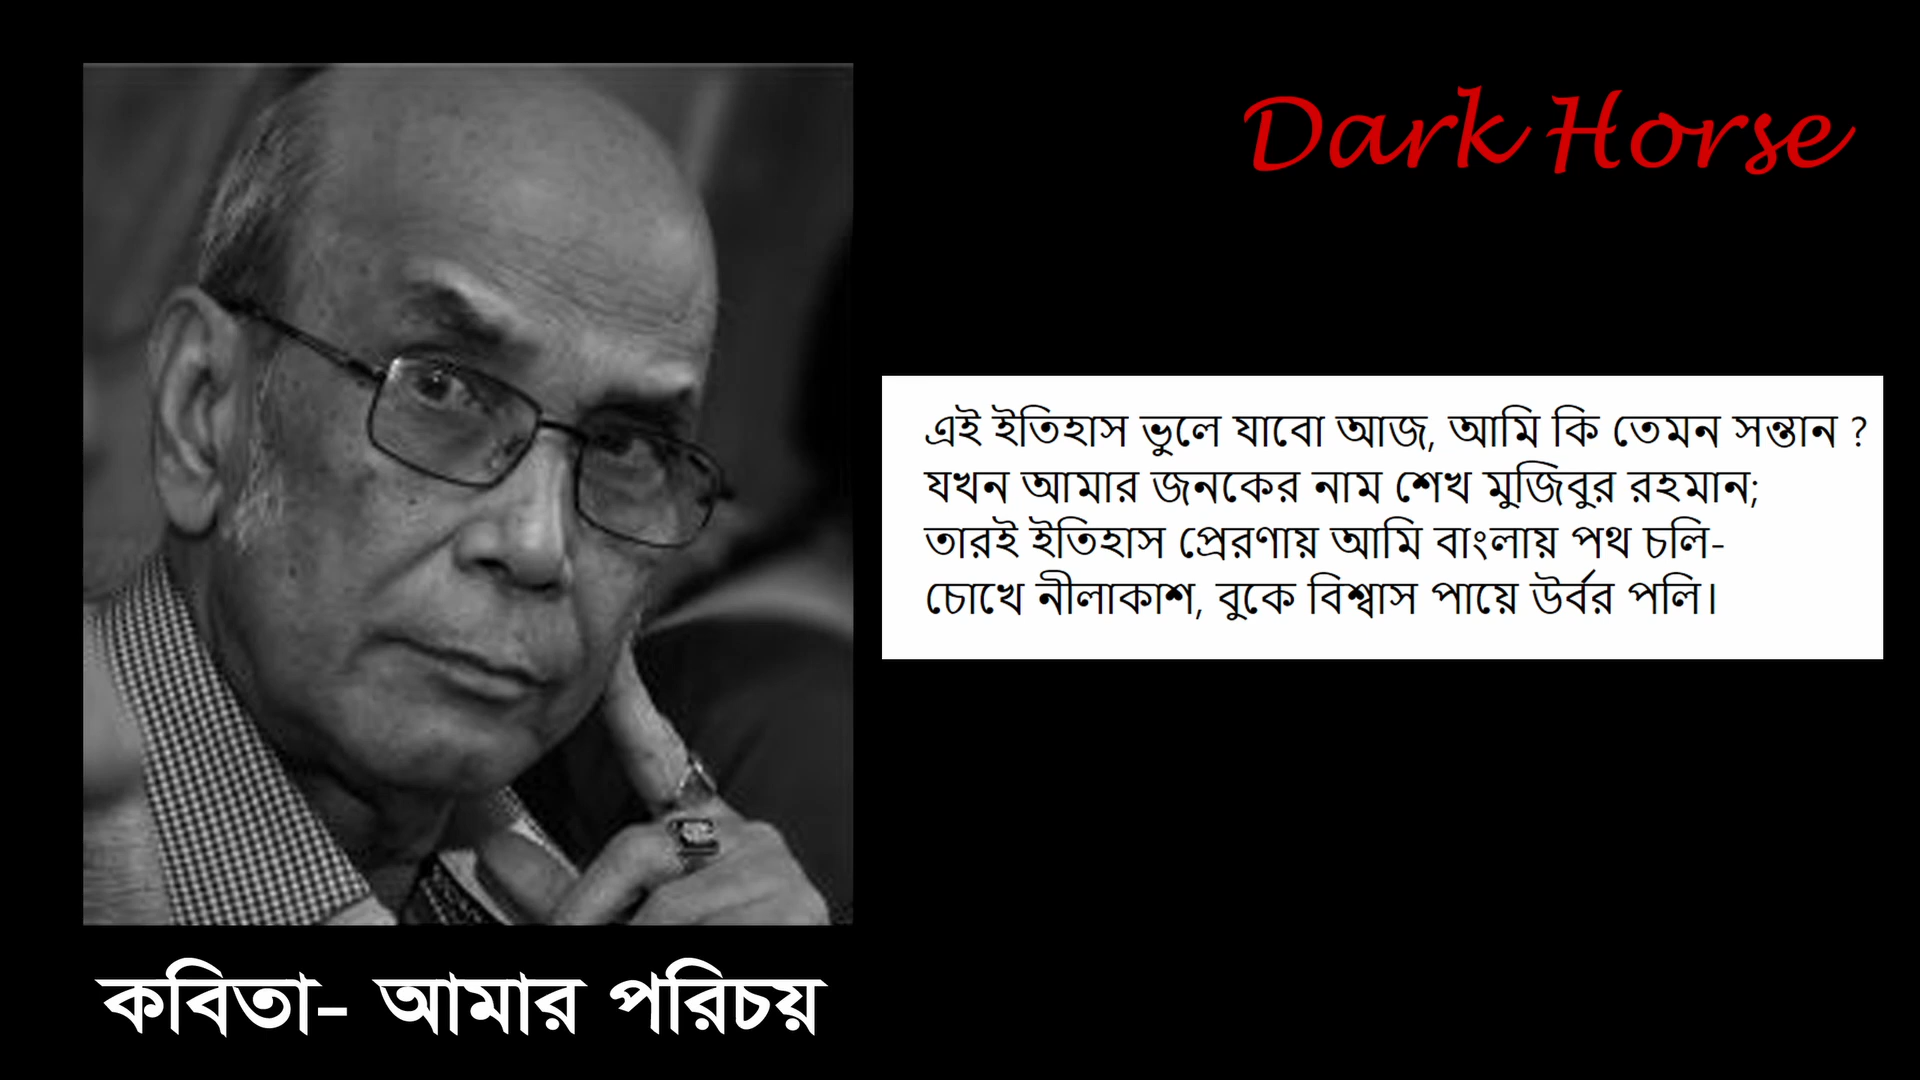 Dark Horse
এই ইতিহাস ভুলে যাবো আজ, আমি কি তেমন সন্তান ?
যখন আমার জনকের নাম শেখ মুজিবুর রহমান;
তারই ইতিহাস প্রেরণায় আমি বাংলায় পথ চলি-
চোখে নীলাকাশ, বুকে বিশ্বাস পায়ে উর্বর পলি।
কবিতা- আমার পরিচয়